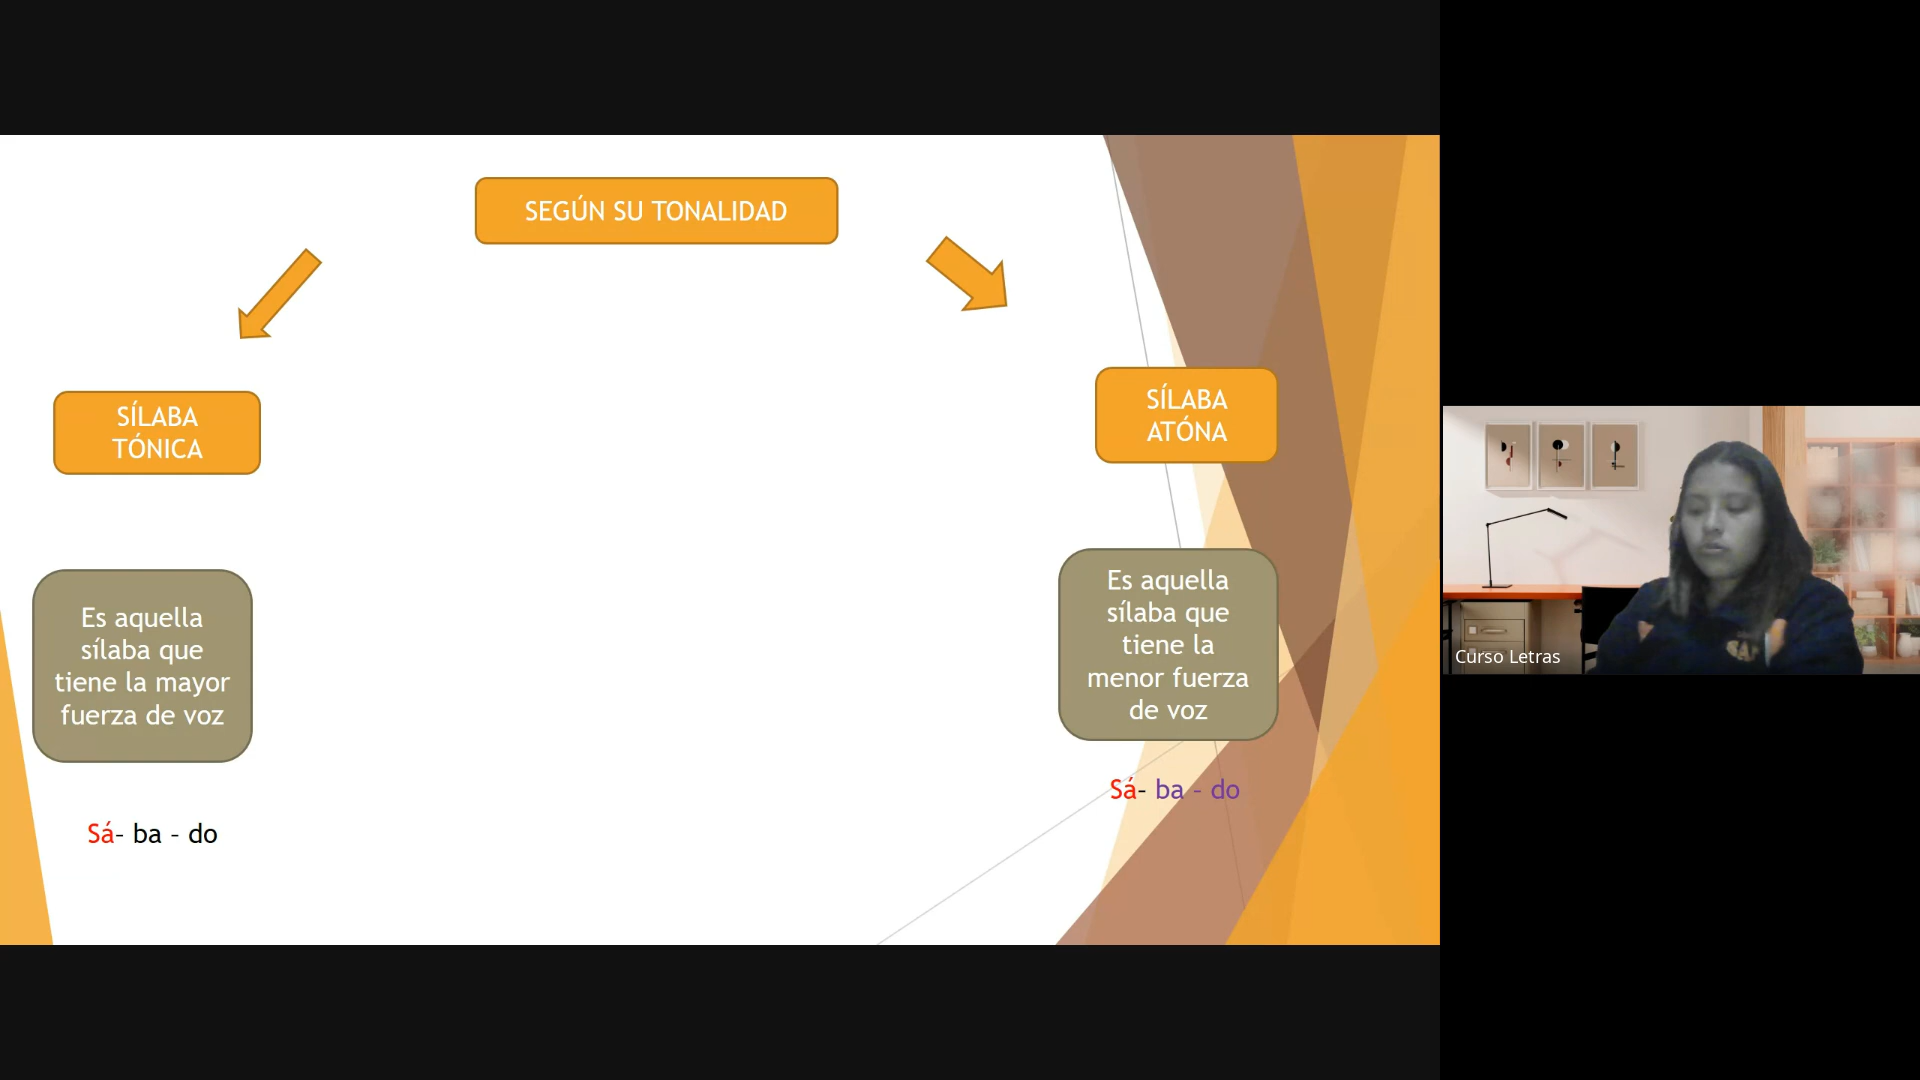 SEGÚN SU TONALIDAD
SÍLABA
TÓNICA
Es aquella
sílaba que
tiene la mayor
fuerza de voz
Sá- ba - do
SÍLABA
ATÓNA
Es aquella
sílaba que
tiene la
menor fuerza
de voz
Sá- ba - do
Curso Letras